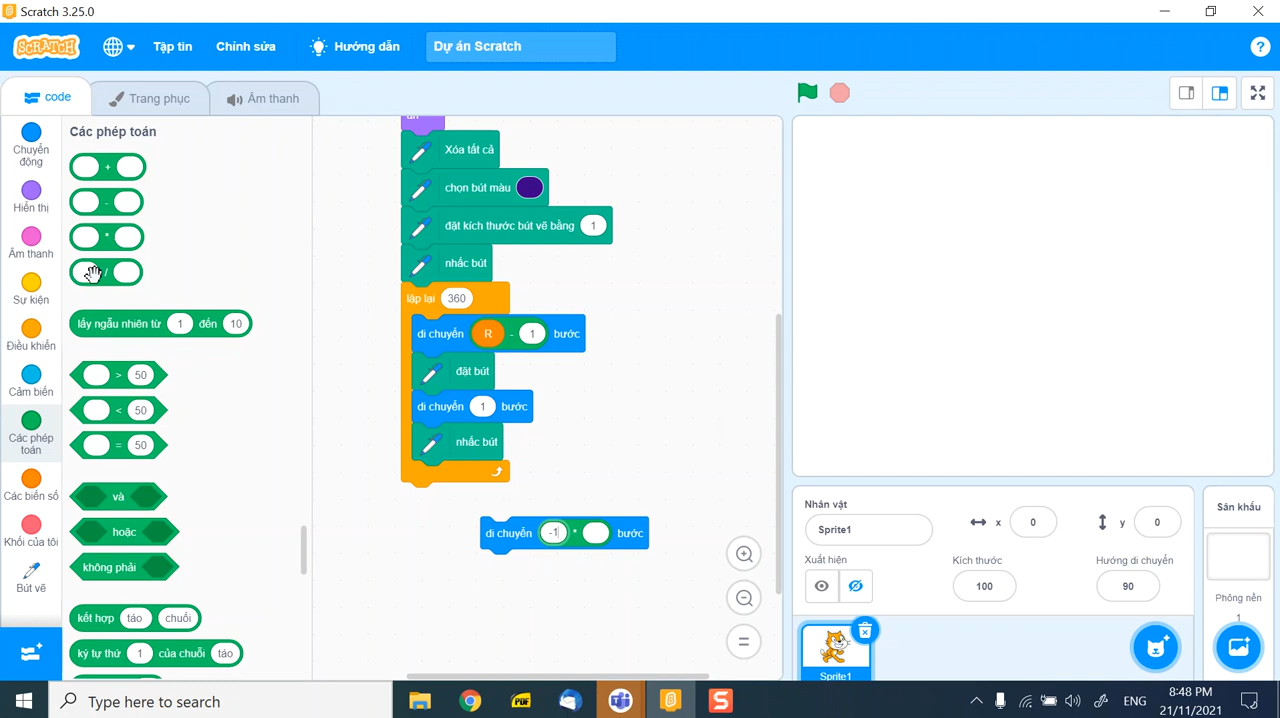 Scratch 3.25.0
SCRATCH
Tập tin
Chính sửa
Hướng dẫn
Dự án Scratch
?
code
Trang phục
Âm thanh
Chuyển động
Hiển thị
Âm thanh
Sự kiện
Điều khiển
Cảm biến
Các phép toán
Các biến số
Khối của tôi
Bút vẽ
Các phép toán
+
-
*
/
lấy ngẫu nhiên từ 1 đến 10
> 50
< 50
= 50
và
hoặc
không phải
kết hợp táo chuối
ký tự thứ 1 của chuỗi táo
Xóa tất cả
chọn bút màu
đặt kích thước bút vẽ bằng 1
nhấc bút
lặp lại 360
di chuyển R - 1 bước
đặt bút
di chuyển 1 bước
nhấc bút
di chuyển -1 * bước
Nhân vật
Sprite1
x 0
y 0
Xuất hiện
Kích thước
100
Hướng di chuyển
90
Sprite1
Sân khấu
Phông nền
1
Type here to search
PDF
S
ENG
8:48 PM
21/11/2021